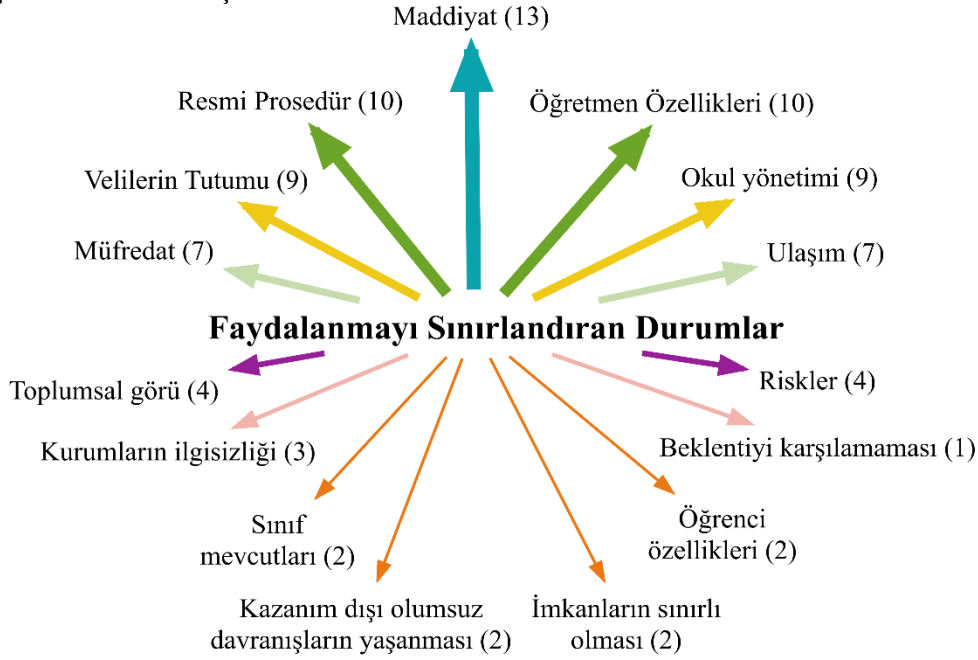 Maddiyat (13)
Resmi Prosedür (10)
Öğretmen Özellikleri (10)
Velilerin Tutumu (9)
Okul yönetimi (9)
Müfredat (7)
Ulaşım (7)
Faydalanmayı Sınırlandıran Durumlar
Toplumsal görü (4)
Riskler (4)
Kurumların ilgisizliği (3)
Beklentiyi karşılamaması (1)
Sınıf
mevcutları (2)
Öğrenci
özellikleri (2)
Kazanım dışı olumsuz
davranışların yaşanması (2)
İmkanların sınırlı
olması (2)